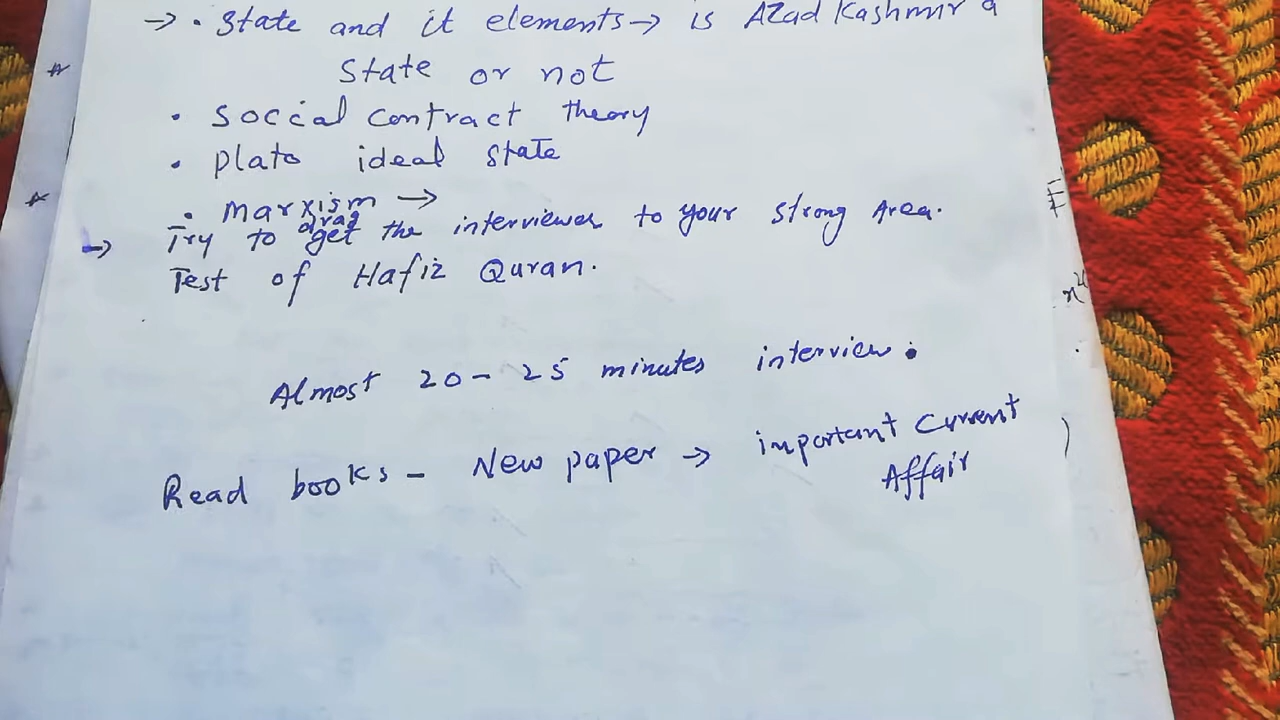 → • State and it elements → is Azad Kashmir a
State or not
• social contract theory
• plato ideal state
• marxism →
drag
→ Try to get the interviewer to your strong Area.
Test of Hafiz Quran.
Almost 20 - 25 minutes interview.
Read books - New paper → important Current
Affair